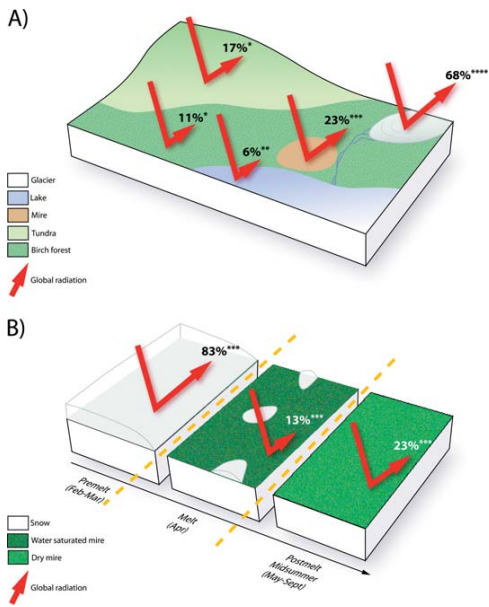 A)
17%*
68%****
11%*
23%***
6%**
Glacier
Lake
Mire
Tundra
Birch forest
Global radiation
B)
83%***
13%***
23%***
Premelt
(Feb-Mar)
Melt
(Apr)
Postmelt
Midsummer
(May-Sept)
Snow
Water saturated mire
Dry mire
Global radiation